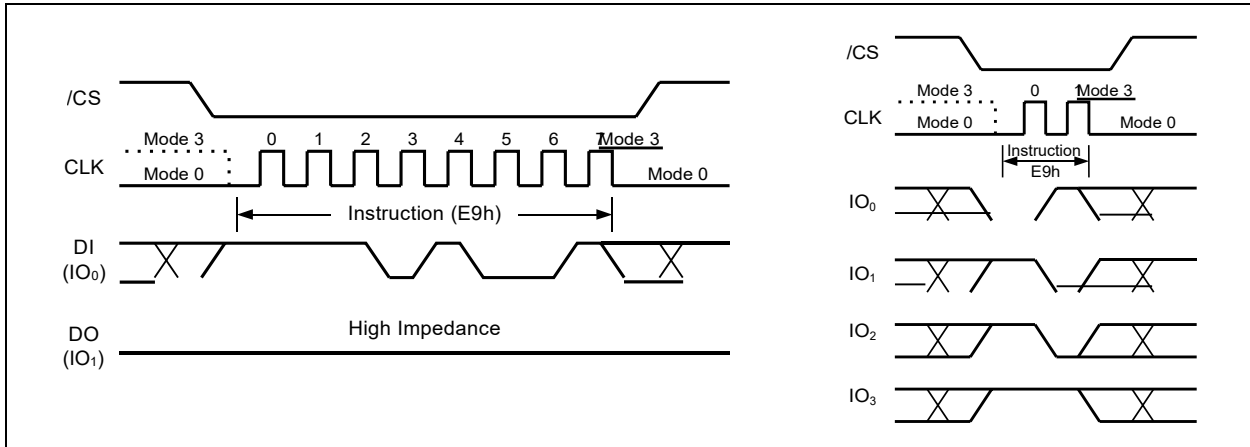 /CS
Mode 3 0 1 2 3 4 5 6 7 Mode 3
CLK
Mode 0 Mode 0
Instruction (E9h)
DI
(IO0)
High Impedance
DO
(IO1)
/CS
Mode 3 0 1 Mode 3
CLK
Mode 0 Mode 0
Instruction
E9h
IO0
IO1
IO2
IO3